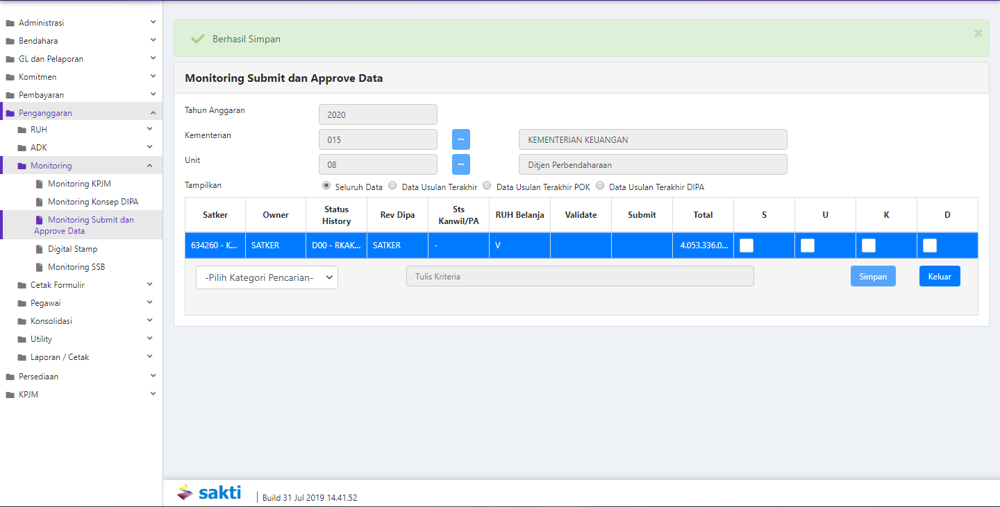 Administrasi
Bendahara
GL dan Pelaporan
Komitmen
Pembayaran
Penganggaran
RUH
ADK
Monitoring
Monitoring KPJM
Monitoring Konsep DIPA
Monitoring Submit dan
Approve Data
Digital Stamp
Monitoring SSB
Cetak Formulir
Pegawai
Konsolidasi
Utility
Laporan / Cetak
Persediaan
KPJM
Berhasil Simpan
×
Monitoring Submit dan Approve Data
Tahun Anggaran 2020
Kementerian 015 ... KEMENTERIAN KEUANGAN
Unit 08 ... Ditjen Perbendaharaan
Tampilkan Seluruh Data Data Usulan Terakhir Data Usulan Terakhir POK Data Usulan Terakhir DIPA
Satker Owner Status History Rev Dipa Sts Kanwil/PA RUH Belanja Validate Submit Total S U K D
634260 - K... SATKER D00 - RKAK... SATKER - V 4.053.336.0...
-Pilih Kategori Pencarian- Tulis Kriteria Simpan Keluar
sakti | Build 31 Jul 2019 14.41.52